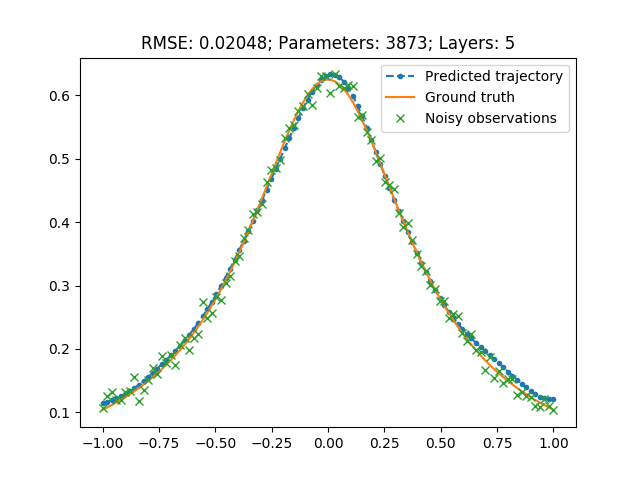 RMSE: 0.02048; Parameters: 3873; Layers: 5
Predicted trajectory
Ground truth
Noisy observations
0.6
0.5
0.4
0.3
0.2
0.1
−1.00 −0.75 −0.50 −0.25 0.00 0.25 0.50 0.75 1.00